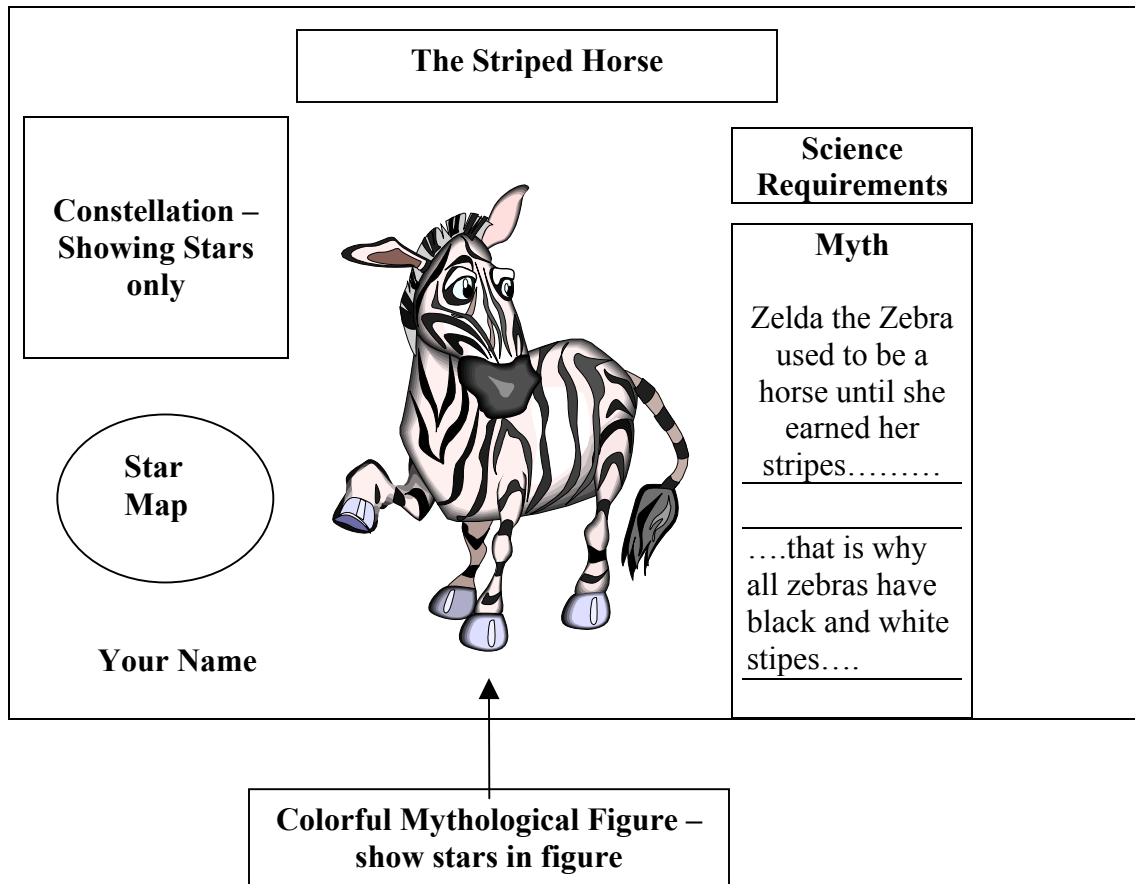 The Striped Horse
Constellation –
Showing Stars
only
Star
Map
Your Name
Science
Requirements
Myth
Zelda the Zebra
used to be a
horse until she
earned her
stripes………
….that is why
all zebras have
black and white
stipes….
Colorful Mythological Figure –
show stars in figure